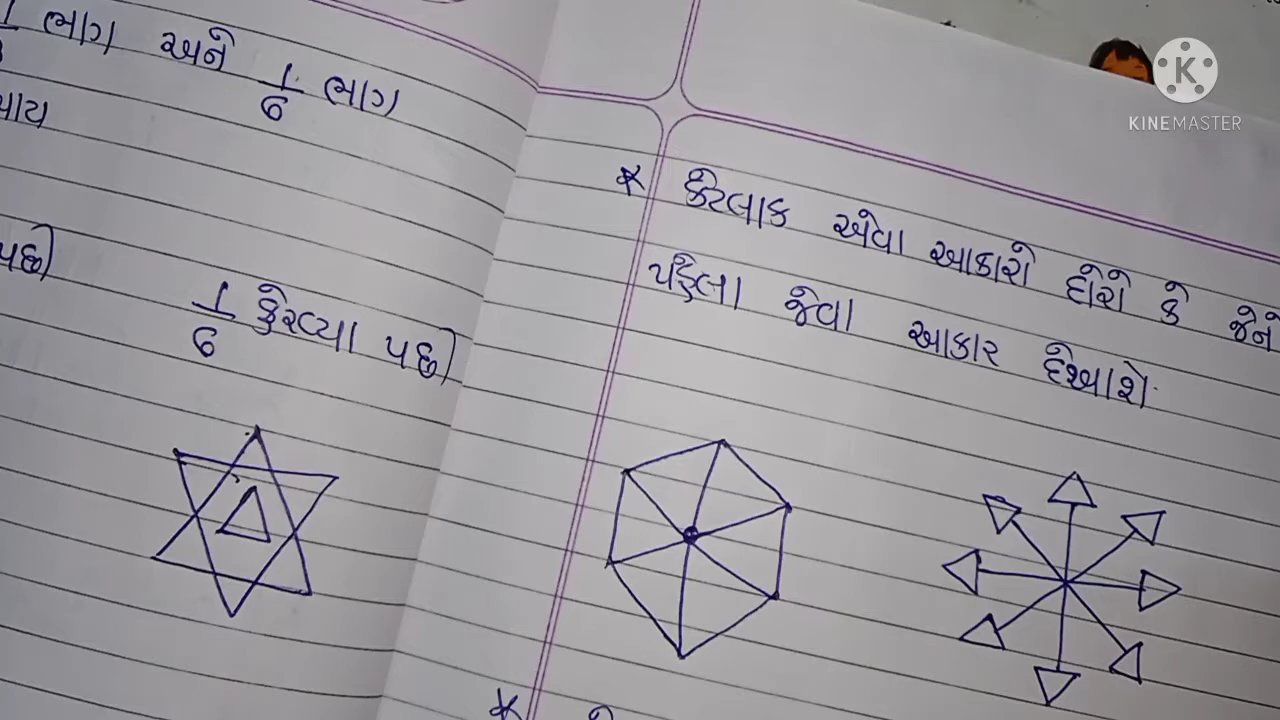 ભાગ અને 1/6 ભાગ
પછી
1/6 ફેરવ્યા પછી
* કેટલાક એવા આકારો દોરો કે જેને
પહેલા જેવા આકાર દેખાશે.
*
KINEMASTER